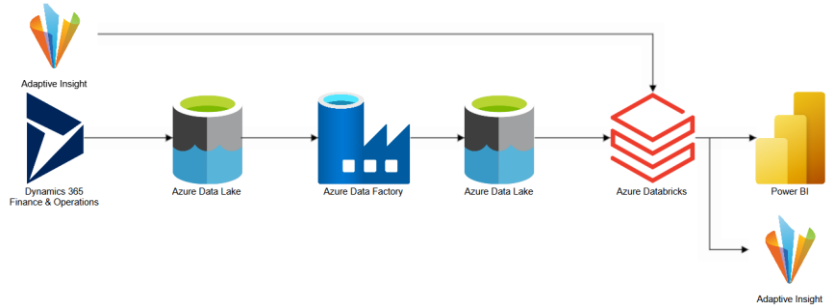 Adaptive Insight
Dynamics 365
Finance & Operations
Azure Data Lake
Azure Data Factory
Azure Data Lake
Azure Databricks
Power BI
Adaptive Insight